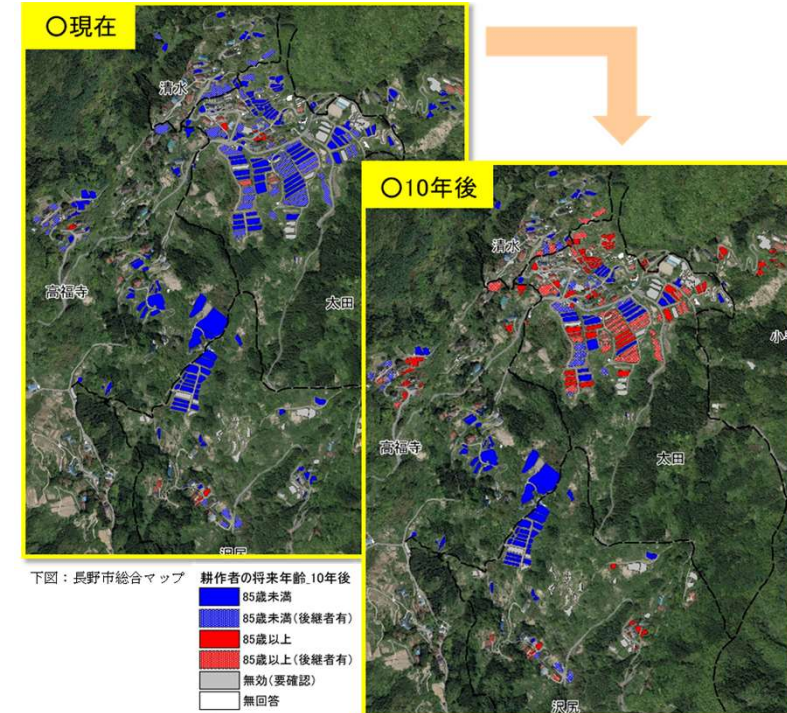 〇現在
清水
高福寺
太田
沢尻
〇10年後
清水
高福寺
太田
沢尻
下図：長野市総合マップ
耕作者の将来年齢_10年後
85歳未満
85歳未満(後継者有)
85歳以上
85歳以上(後継者有)
無効(要確認)
無回答